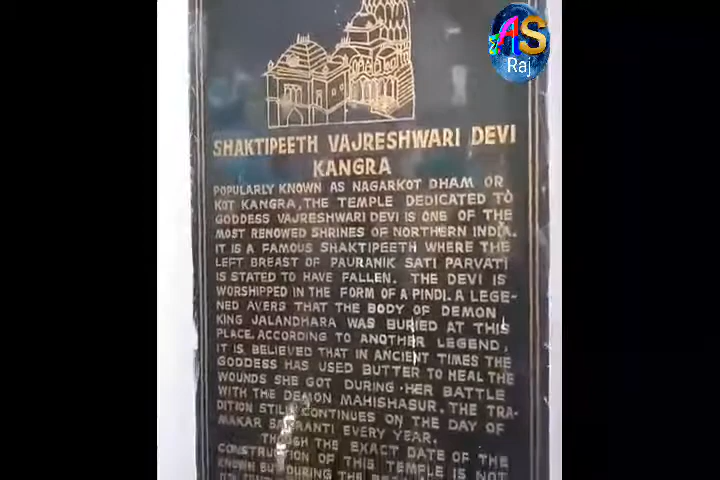 AS
Raj
SHAKTIPEETH VAJRESHWARI DEVI
KANGRA
POPULARLY KNOWN AS NAGARKOT DHAM OR
KOT KANGRA, THE TEMPLE DEDICATED TO
GODDESS VAJRESHWARI DEVI IS ONE OF THE
MOST RENOWED SHRINES OF NORTHERN INDIA.
IT IS A FAMOUS SHAKTIPEETH WHERE THE
LEFT BREAST OF PAURANIK SATI PARVATI
IS STATED TO HAVE FALLEN. THE DEVI IS
WORSHIPPED IN THE FORM OF A PINDI. A LEGE-
NED AVERS THAT THE BODY OF DEMON
KING JALANDHARA WAS BURIED AT THIS
PLACE. ACCORDING TO ANOTHER LEGEND,
IT IS BELIEVED THAT IN ANCIENT TIMES THE
GODDESS HAS USED BUTTER TO HEAL THE
WOUNDS SHE GOT DURING HER BATTLE
WITH THE DEMON MAHISHASUR. THE TRA-
DITION STILL CONTINUES ON THE DAY OF
MAKAR EVERY YEAR.
THOUGH THE EXACT DATE OF THE
CONSTRUCTION OF THIS TEMPLE IS NOT
KNOWN BUT DURING THE